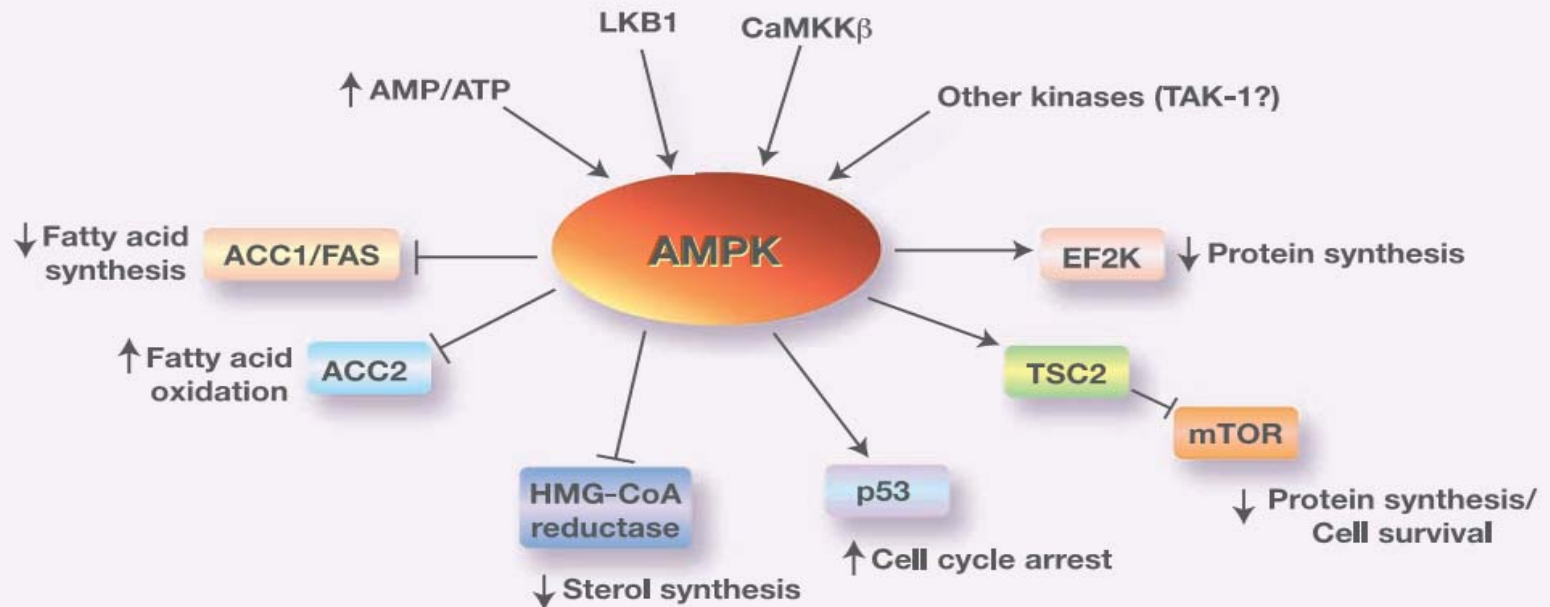 LKB1
CaMKKβ
↑ AMP/ATP
Other kinases (TAK-1?)
AMPK
↓ Fatty acid
synthesis
ACC1/FAS
EF2K
↓ Protein synthesis
↑ Fatty acid
oxidation
ACC2
TSC2
mTOR
↓ Protein synthesis/
Cell survival
HMG-CoA
reductase
↓ Sterol synthesis
p53
↑ Cell cycle arrest